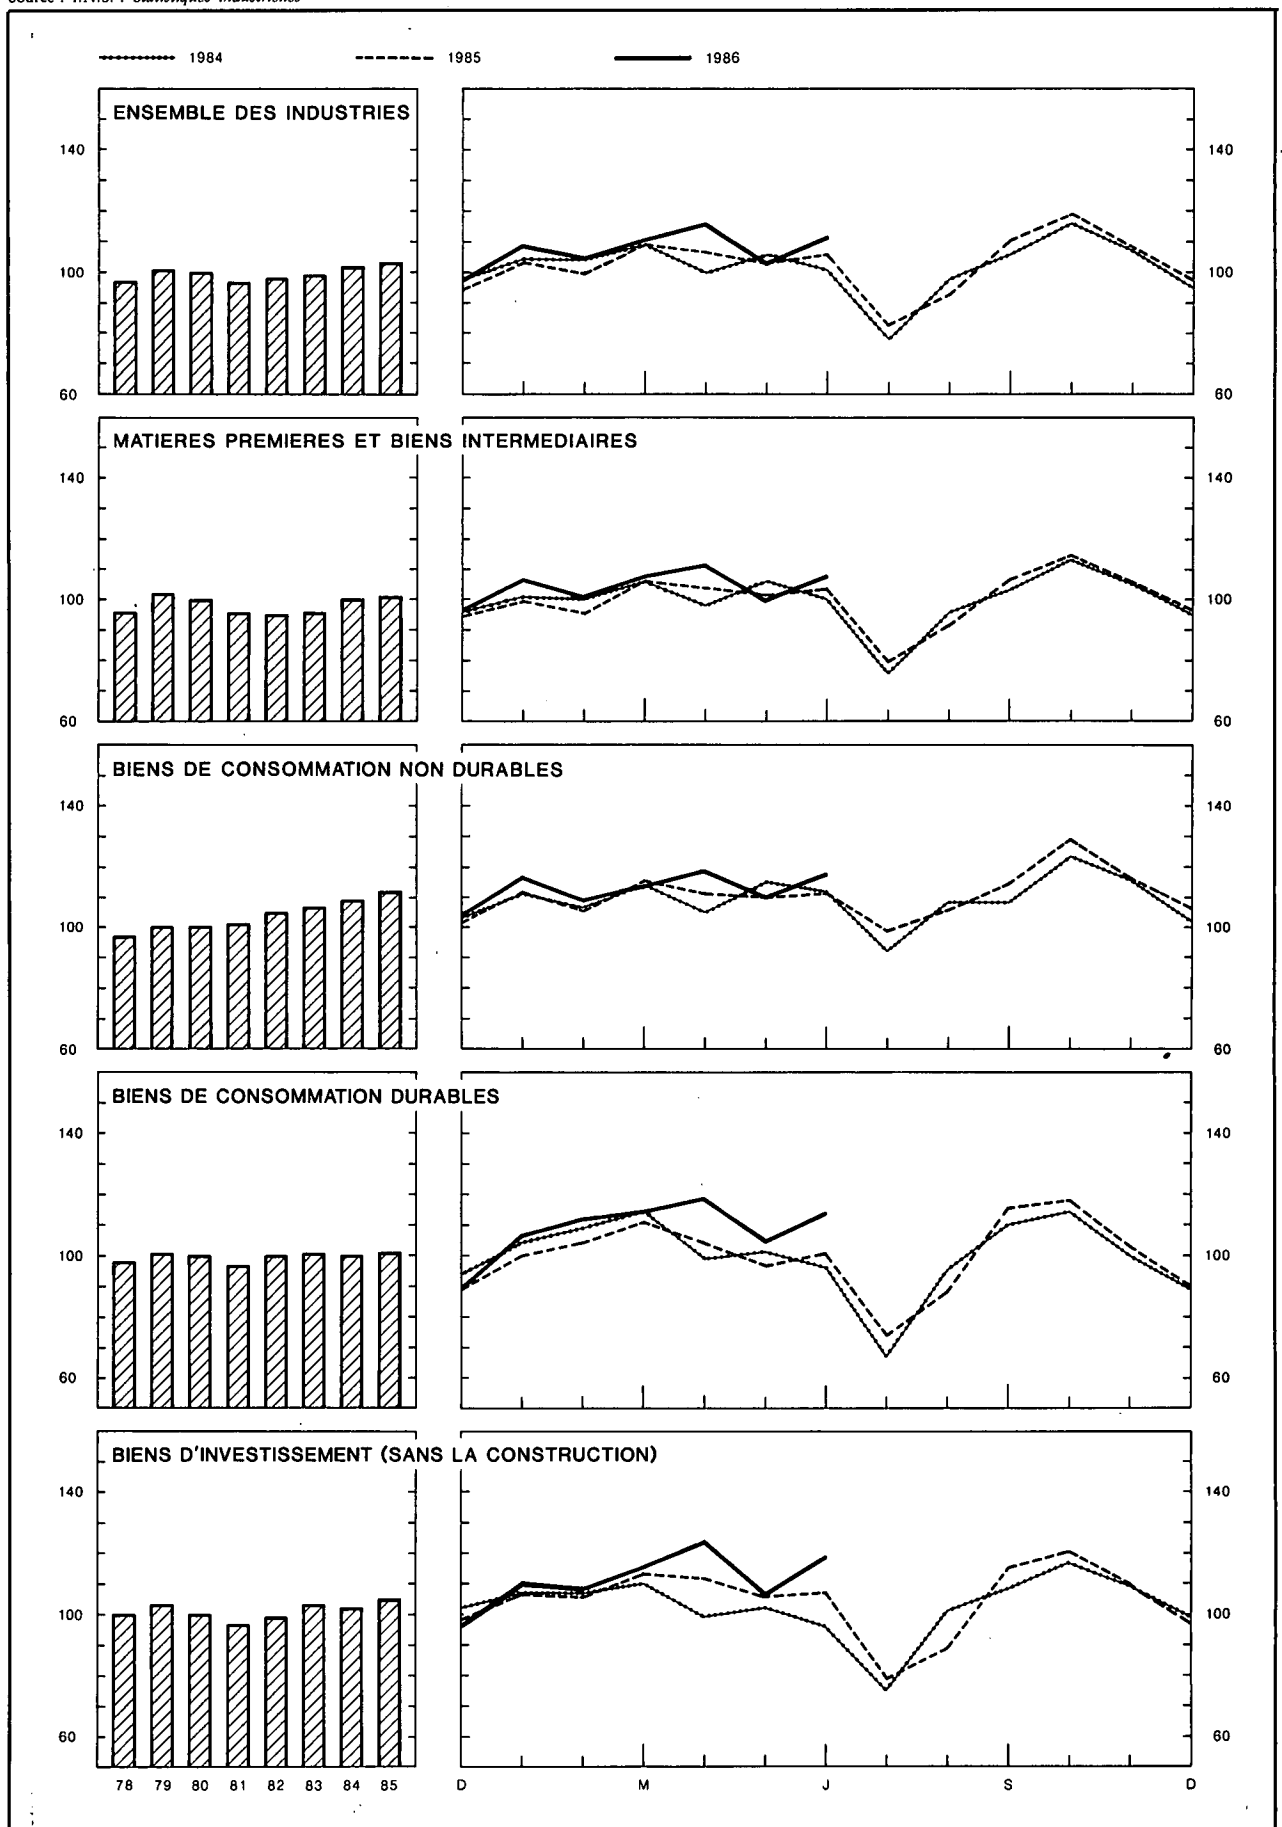 Source : I.N.S. : Statistiques Industrielles
1984 1985 1986
ENSEMBLE DES INDUSTRIES
140 140
100 100
60 60
MATIERES PREMIERES ET BIENS INTERMEDIAIRES
140 140
100 100
60 60
BIENS DE CONSOMMATION NON DURABLES
140 140
100 100
60 60
BIENS DE CONSOMMATION DURABLES
140 140
100 100
60 60
BIENS D'INVESTISSEMENT (SANS LA CONSTRUCTION)
140 140
100 100
60 60
78 79 80 81 82 83 84 85 D M J S D